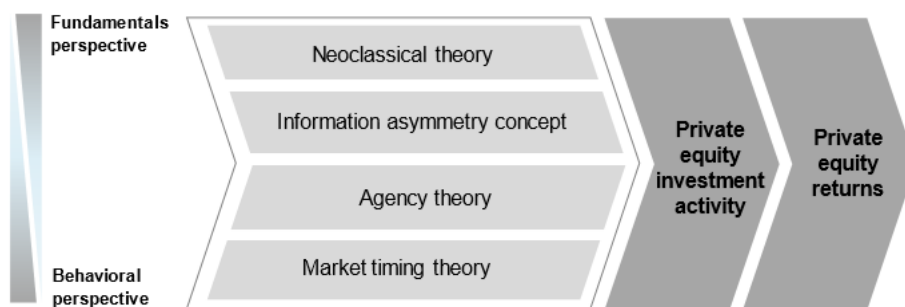 Fundamentals
perspective
Neoclassical theory
Information asymmetry concept
Agency theory
Market timing theory
Behavioral
perspective
Private
equity
investment
activity
Private
equity
returns